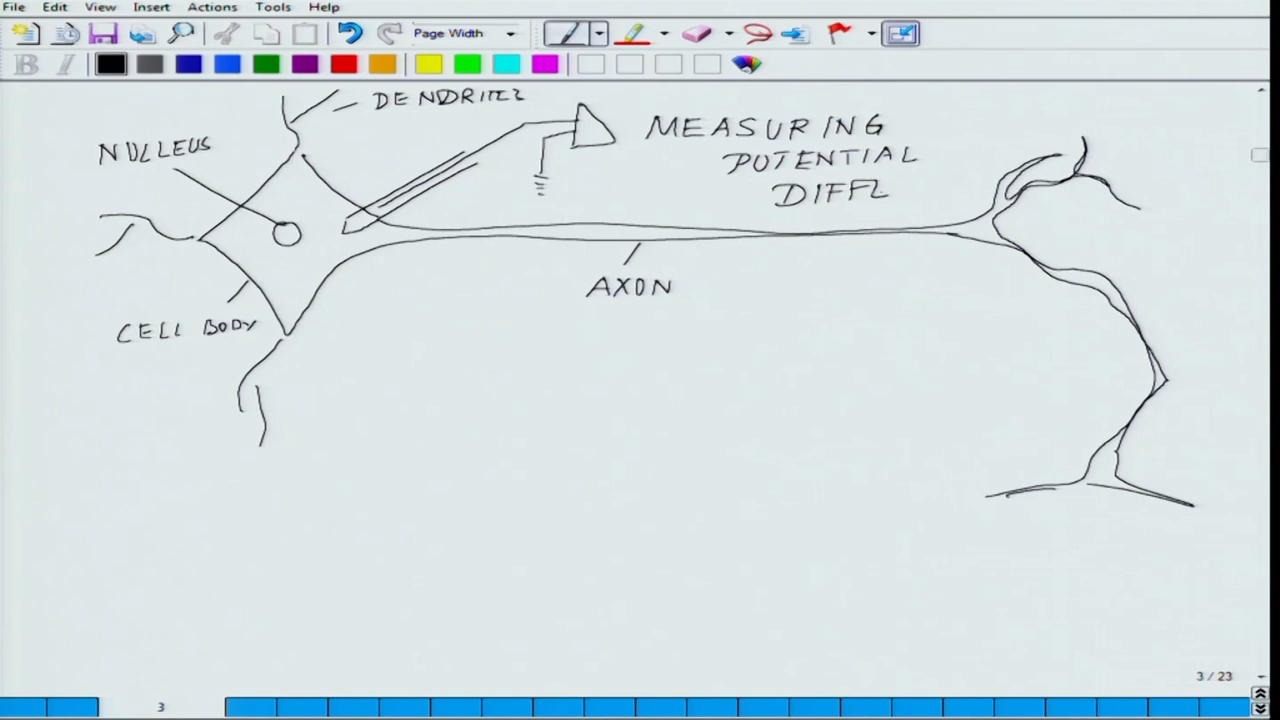 File Edit View Insert Actions Tools Help
Page Width
B I
DENDRITES
NUCLEUS
MEASURING
POTENTIAL
DIFFL
AXON
CELL BODY
3 / 23
3